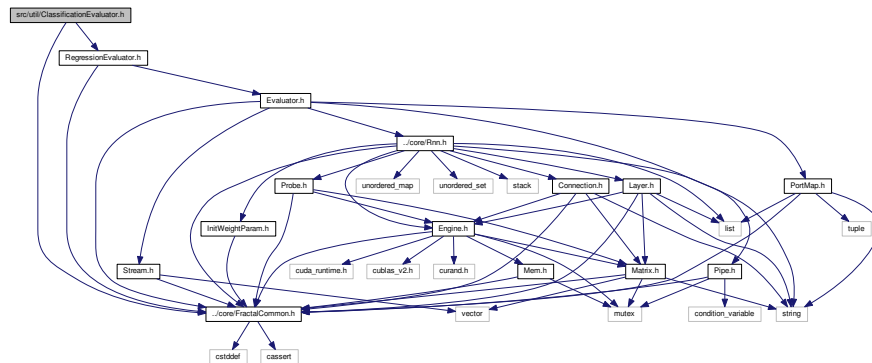 src/util/ClassificationEvaluator.h
RegressionEvaluator.h
Evaluator.h
../core/Rnn.h
Probe.h
unordered_map
unordered_set
stack
Connection.h
Layer.h
PortMap.h
InitWeightParam.h
Engine.h
list
tuple
Stream.h
cuda_runtime.h
cublas_v2.h
curand.h
Mem.h
Matrix.h
Pipe.h
../core/FractalCommon.h
vector
mutex
condition_variable
string
cstddef
cassert